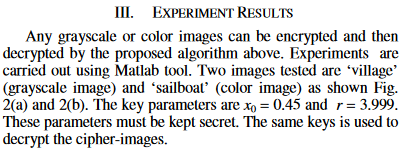 III. EXPERIMENT RESULTS
Any grayscale or color images can be encrypted and then
decrypted by the proposed algorithm above. Experiments are
carried out using Matlab tool. Two images tested are ‘village’
(grayscale image) and ‘sailboat’ (color image) as shown Fig.
2(a) and 2(b). The key parameters are x₀ = 0.45 and r = 3.999.
These parameters must be kept secret. The same keys is used to
decrypt the cipher-images.